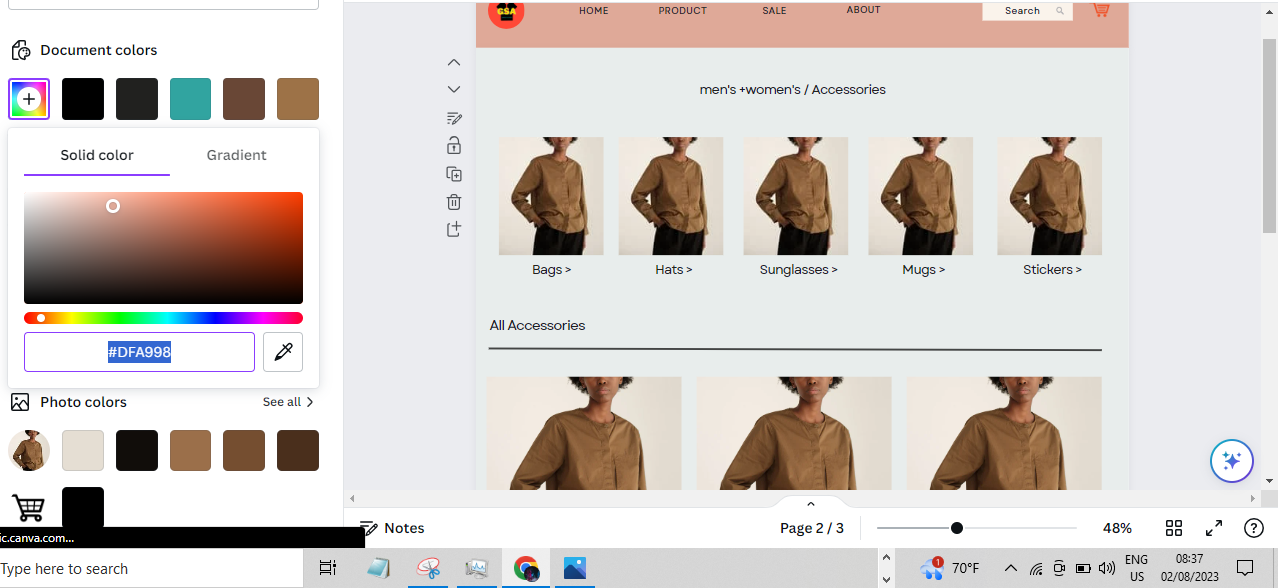 Document colors
Solid color
Gradient
#DFA998
Photo colors
See all
ic.canva.com...
Type here to search
GSA
HOME
PRODUCT
SALE
ABOUT
Search
men's +women's / Accessories
Bags >
Hats >
Sunglasses >
Mugs >
Stickers >
All Accessories
Notes
Page 2 / 3
48%
1
70°F
ENG
US
08:37
02/08/2023